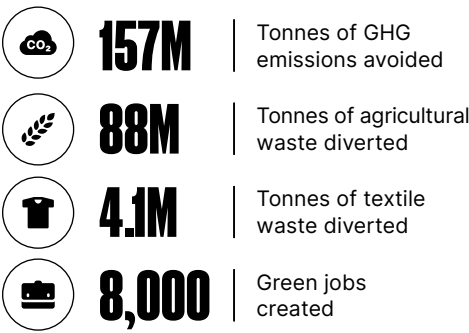 CO₂
157M
Tonnes of GHG
emissions avoided
88M
Tonnes of agricultural
waste diverted
4.1M
Tonnes of textile
waste diverted
8,000
Green jobs
created